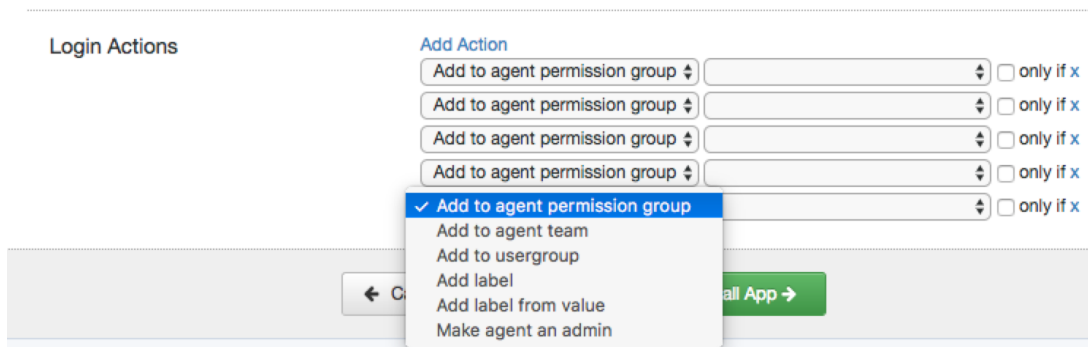 Login Actions
Add Action
Add to agent permission group only if x
Add to agent permission group only if x
Add to agent permission group only if x
Add to agent permission group only if x
✓ Add to agent permission group only if x
Add to agent team
Add to usergroup
Add label
← C all App →
Add label from value
Make agent an admin